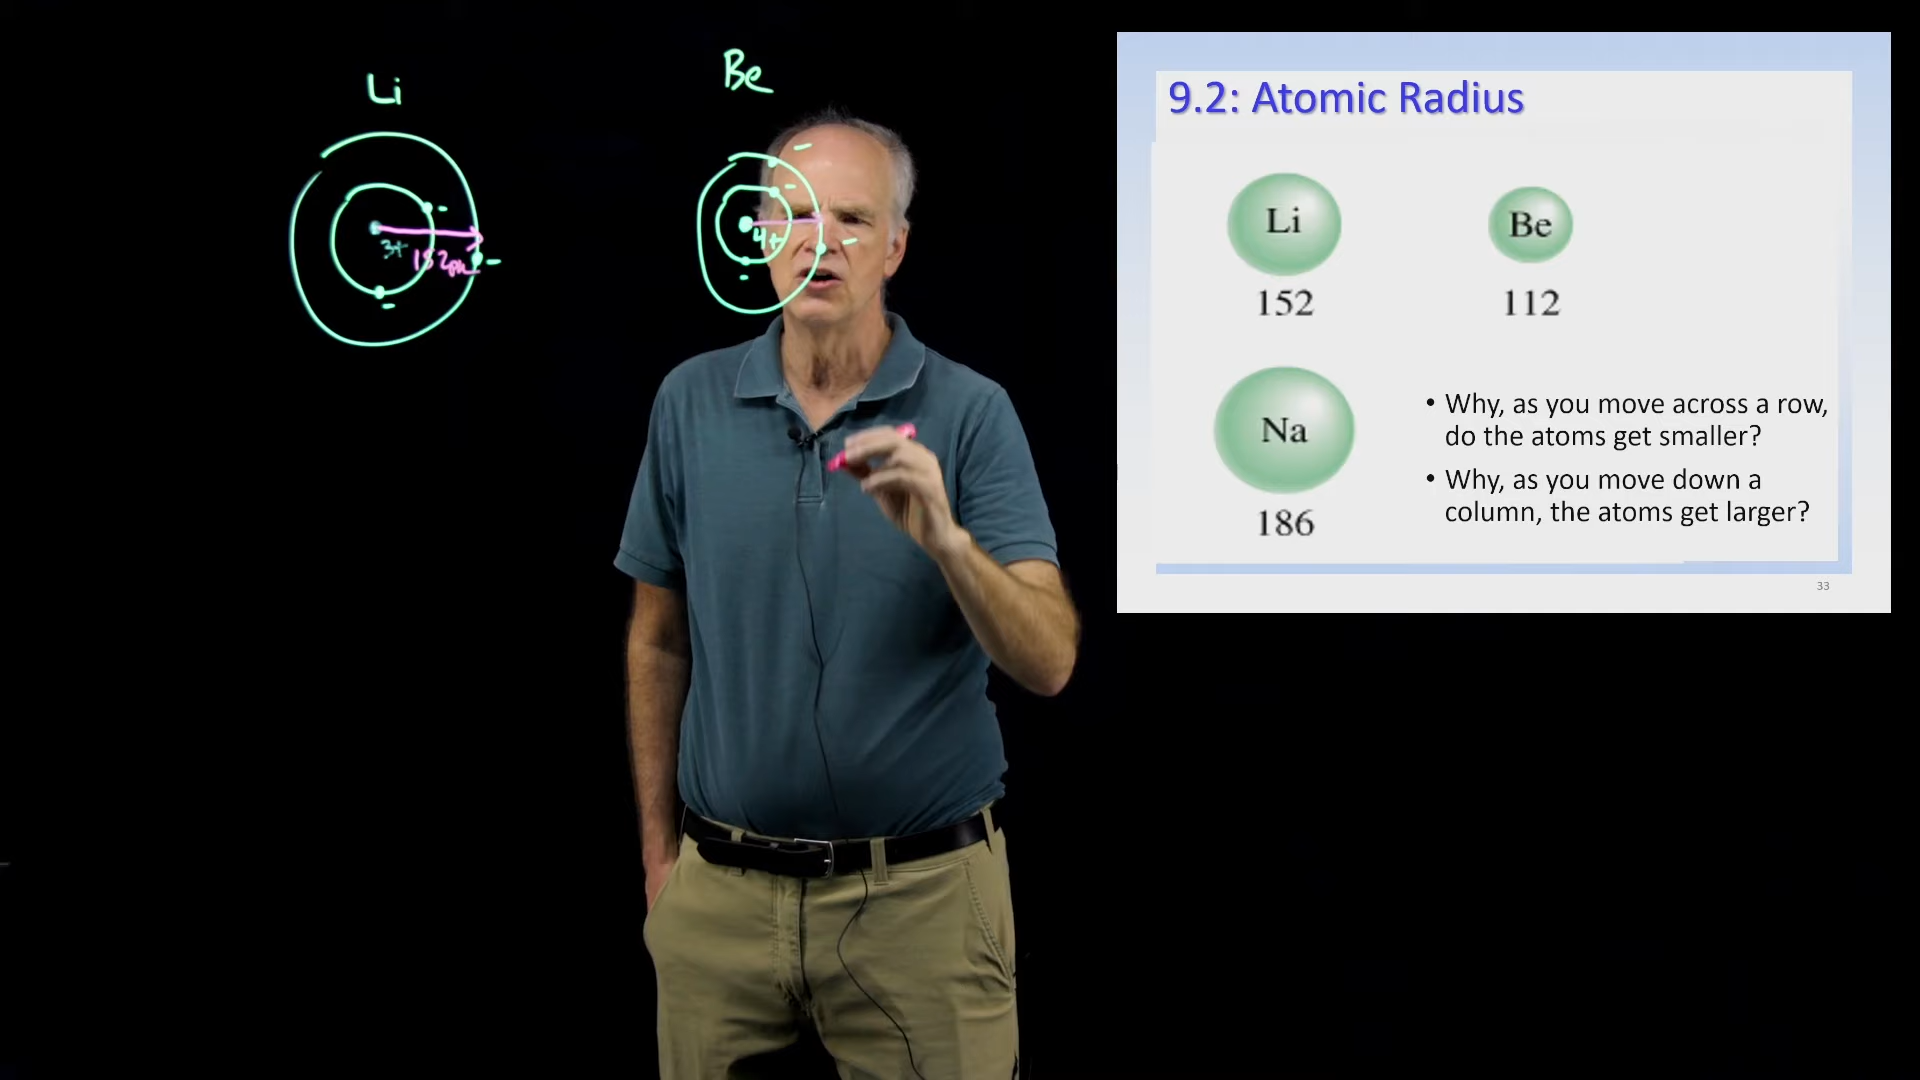 Li
Be
3+
152pm
4+
9.2: Atomic Radius
Li
Be
152
112
Na
186
• Why, as you move across a row,
do the atoms get smaller?
• Why, as you move down a
column, the atoms get larger?
33